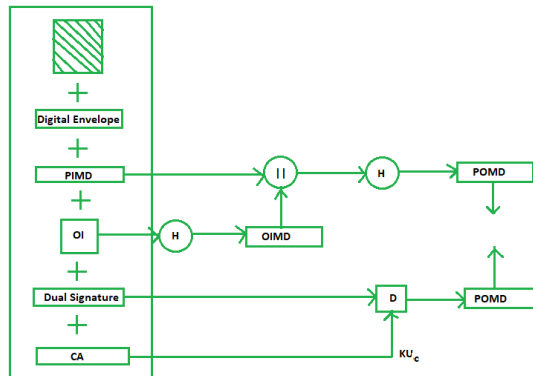 +
Digital Envelope
+
PIMD
||
H
POMD
+
OI
H
OIMD
+
Dual Signature
D
POMD
+
CA
KUc